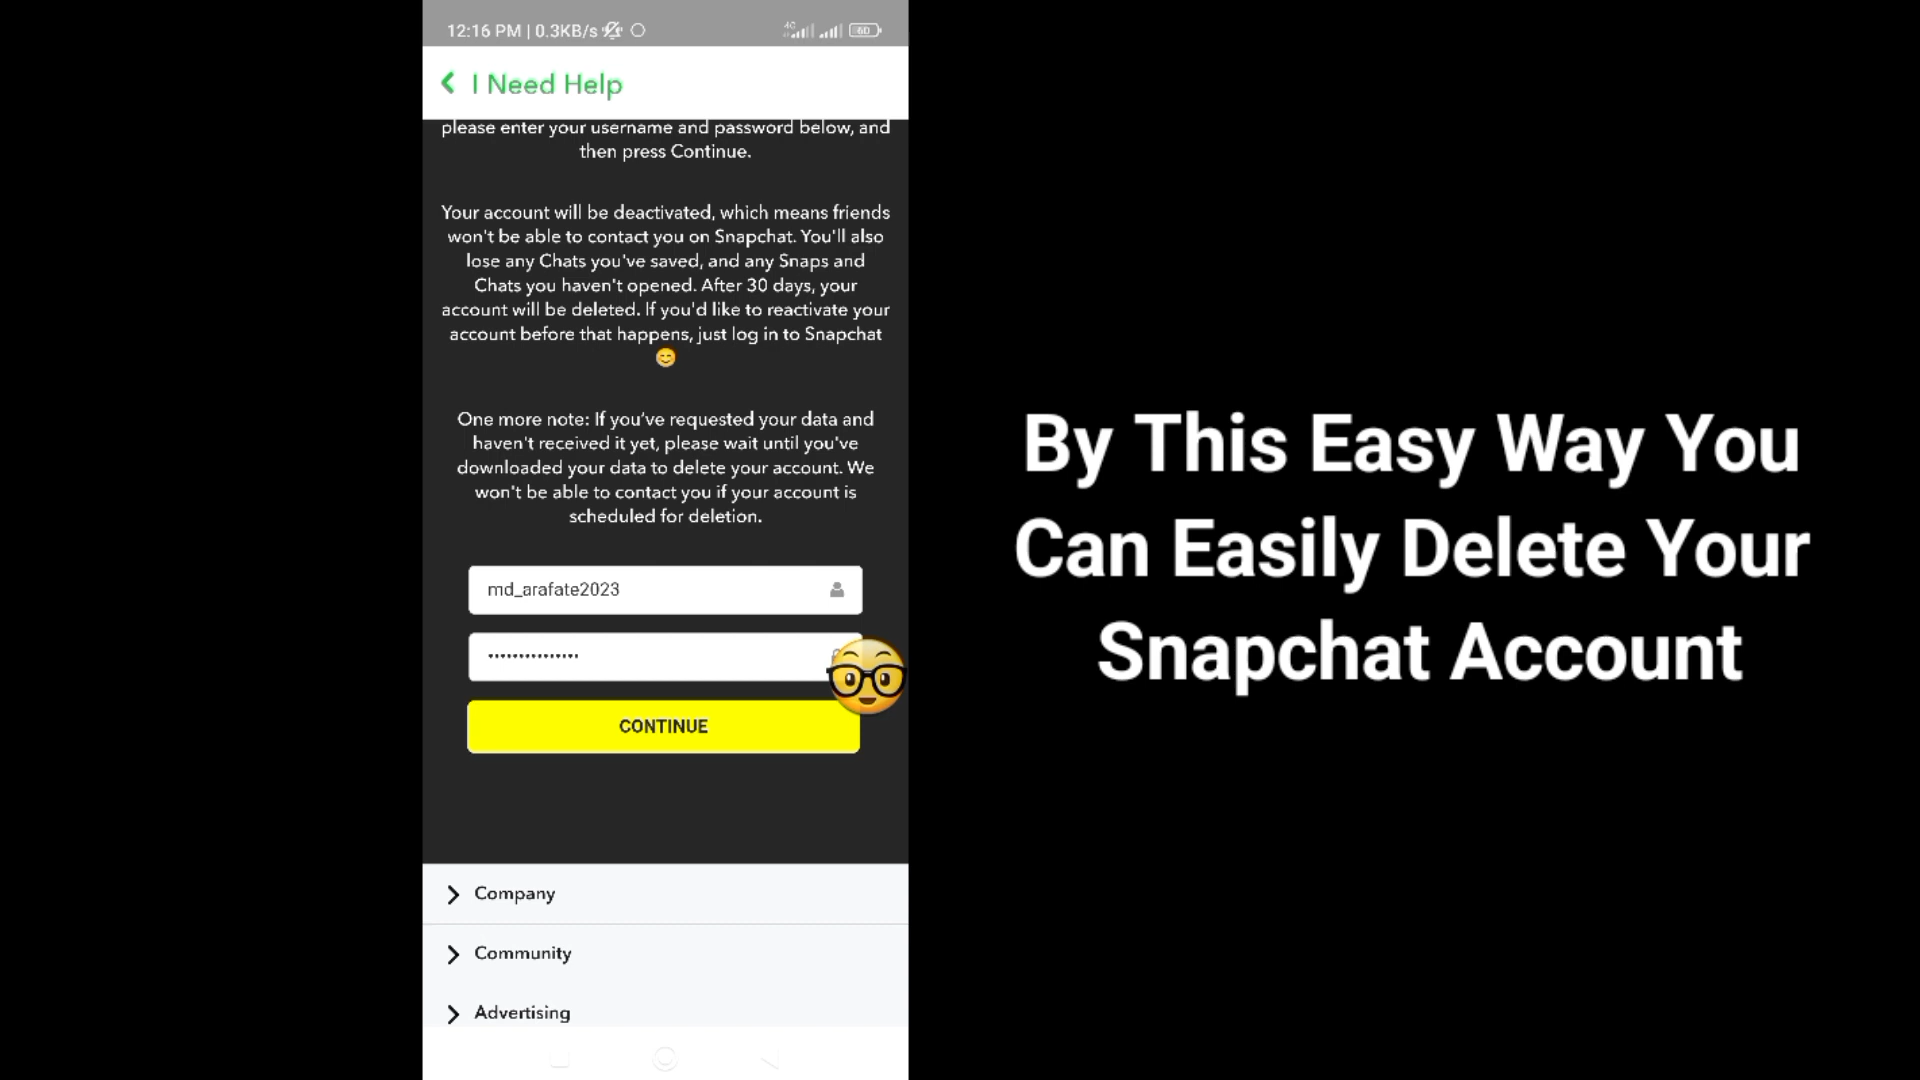 12:16 PM | 0.3KB/s
4G
60
I Need Help
please enter your username and password below, and
then press Continue.
Your account will be deactivated, which means friends
won't be able to contact you on Snapchat. You'll also
lose any Chats you've saved, and any Snaps and
Chats you haven't opened. After 30 days, your
account will be deleted. If you'd like to reactivate your
account before that happens, just log in to Snapchat
😊
One more note: If you've requested your data and
haven't received it yet, please wait until you've
downloaded your data to delete your account. We
won't be able to contact you if your account is
scheduled for deletion.
md_arafate2023
•••••••••••••••
CONTINUE
Company
Community
Advertising
By This Easy Way You
Can Easily Delete Your
Snapchat Account